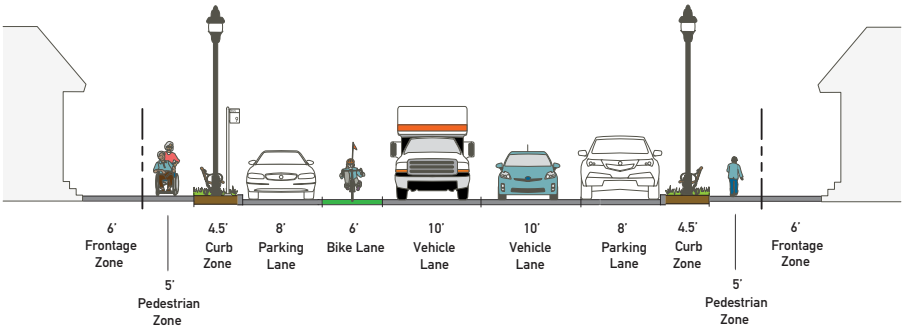 6'
Frontage
Zone
5'
Pedestrian
Zone
4.5'
Curb
Zone
8'
Parking
Lane
6'
Bike Lane
10'
Vehicle
Lane
10'
Vehicle
Lane
8'
Parking
Lane
4.5'
Curb
Zone
5'
Pedestrian
Zone
6'
Frontage
Zone